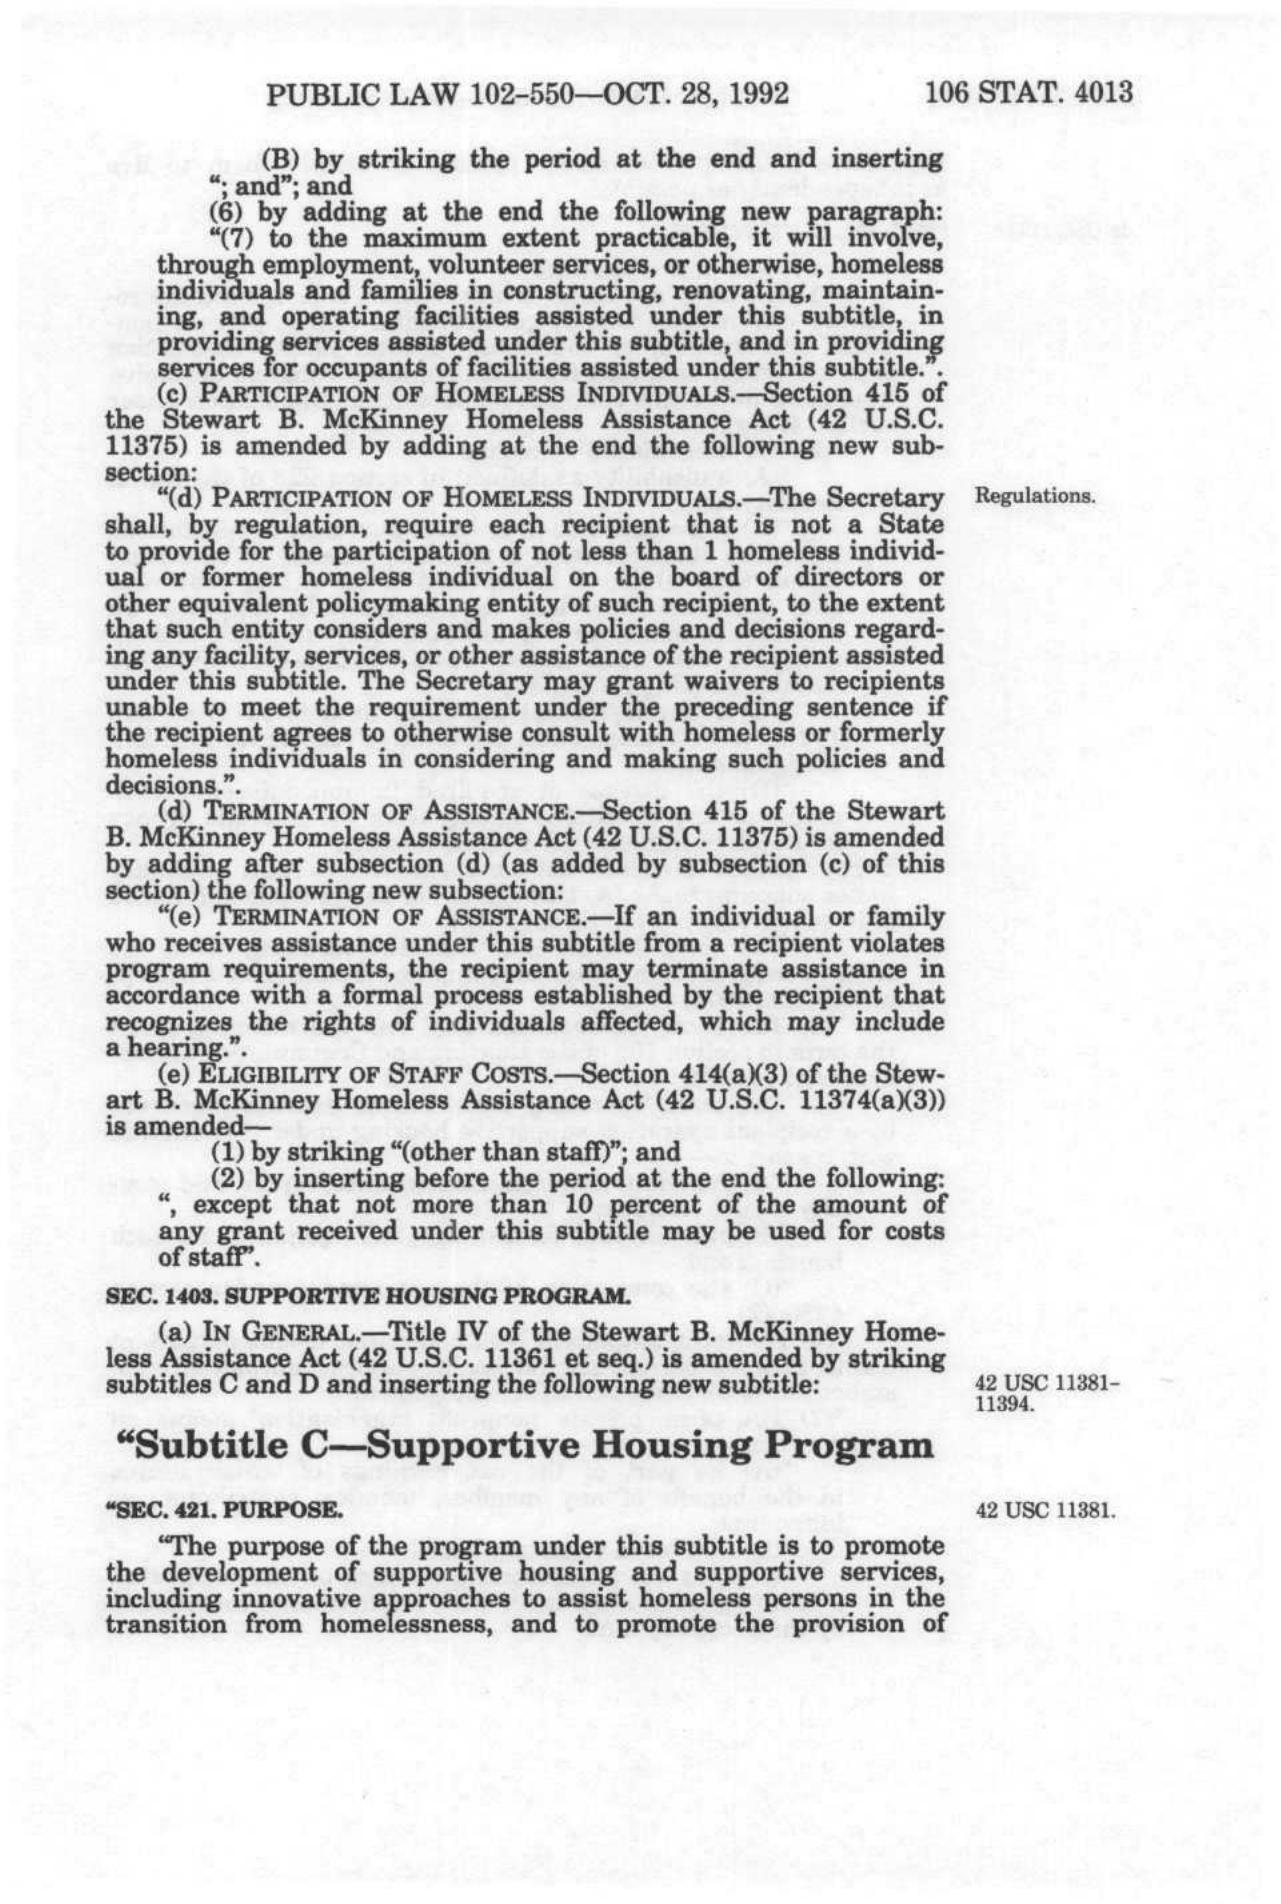 PUBLIC LAW 102-550—OCT. 28, 1992 106 STAT. 4013
(B) by striking the period at the end and inserting
“; and”; and
(6) by adding at the end the following new paragraph:
“(7) to the maximum extent practicable, it will involve,
through employment, volunteer services, or otherwise, homeless
individuals and families in constructing, renovating, maintain-
ing, and operating facilities assisted under this subtitle, in
providing services assisted under this subtitle, and in providing
services for occupants of facilities assisted under this subtitle.”.
(c) PARTICIPATION OF HOMELESS INDIVIDUALS.—Section 415 of
the Stewart B. McKinney Homeless Assistance Act (42 U.S.C.
11375) is amended by adding at the end the following new sub-
section:
“(d) PARTICIPATION OF HOMELESS INDIVIDUALS.—The Secretary
Regulations.
shall, by regulation, require each recipient that is not a State
to provide for the participation of not less than 1 homeless individ-
ual or former homeless individual on the board of directors or
other equivalent policymaking entity of such recipient, to the extent
that such entity considers and makes policies and decisions regard-
ing any facility, services, or other assistance of the recipient assisted
under this subtitle. The Secretary may grant waivers to recipients
unable to meet the requirement under the preceding sentence if
the recipient agrees to otherwise consult with homeless or formerly
homeless individuals in considering and making such policies and
decisions.”.
(d) TERMINATION OF ASSISTANCE.—Section 415 of the Stewart
B. McKinney Homeless Assistance Act (42 U.S.C. 11375) is amended
by adding after subsection (d) (as added by subsection (c) of this
section) the following new subsection:
“(e) TERMINATION OF ASSISTANCE.—If an individual or family
who receives assistance under this subtitle from a recipient violates
program requirements, the recipient may terminate assistance in
accordance with a formal process established by the recipient that
recognizes the rights of individuals affected, which may include
a hearing.”.
(e) ELIGIBILITY OF STAFF COSTS.—Section 414(a)(3) of the Stew-
art B. McKinney Homeless Assistance Act (42 U.S.C. 11374(a)(3))
is amended—
(1) by striking “(other than staff)”; and
(2) by inserting before the period at the end the following:
“, except that not more than 10 percent of the amount of
any grant received under this subtitle may be used for costs
of staff”.
SEC. 1403. SUPPORTIVE HOUSING PROGRAM.
(a) IN GENERAL.—Title IV of the Stewart B. McKinney Home-
less Assistance Act (42 U.S.C. 11361 et seq.) is amended by striking
subtitles C and D and inserting the following new subtitle:
42 USC 11381-
11394.
“Subtitle C—Supportive Housing Program
“SEC. 421. PURPOSE.
42 USC 11381.
“The purpose of the program under this subtitle is to promote
the development of supportive housing and supportive services,
including innovative approaches to assist homeless persons in the
transition from homelessness, and to promote the provision of